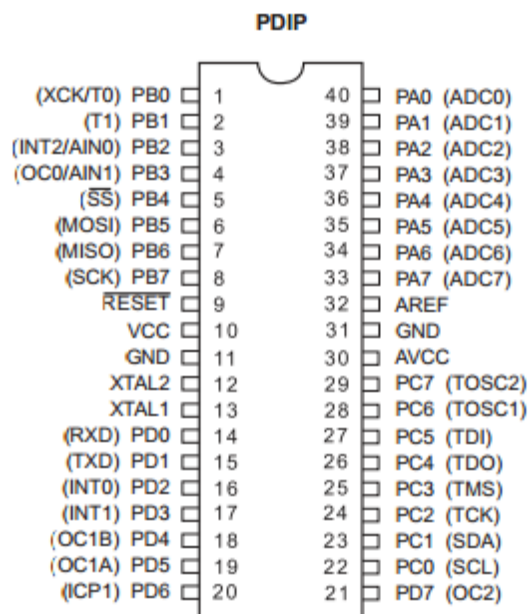 PDIP
(XCK/T0) PB0 1 40 PA0 (ADC0)
(T1) PB1 2 39 PA1 (ADC1)
(INT2/AIN0) PB2 3 38 PA2 (ADC2)
(OC0/AIN1) PB3 4 37 PA3 (ADC3)
(SS) PB4 5 36 PA4 (ADC4)
(MOSI) PB5 6 35 PA5 (ADC5)
(MISO) PB6 7 34 PA6 (ADC6)
(SCK) PB7 8 33 PA7 (ADC7)
RESET 9 32 AREF
VCC 10 31 GND
GND 11 30 AVCC
XTAL2 12 29 PC7 (TOSC2)
XTAL1 13 28 PC6 (TOSC1)
(RXD) PD0 14 27 PC5 (TDI)
(TXD) PD1 15 26 PC4 (TDO)
(INT0) PD2 16 25 PC3 (TMS)
(INT1) PD3 17 24 PC2 (TCK)
(OC1B) PD4 18 23 PC1 (SDA)
(OC1A) PD5 19 22 PC0 (SCL)
(ICP1) PD6 20 21 PD7 (OC2)